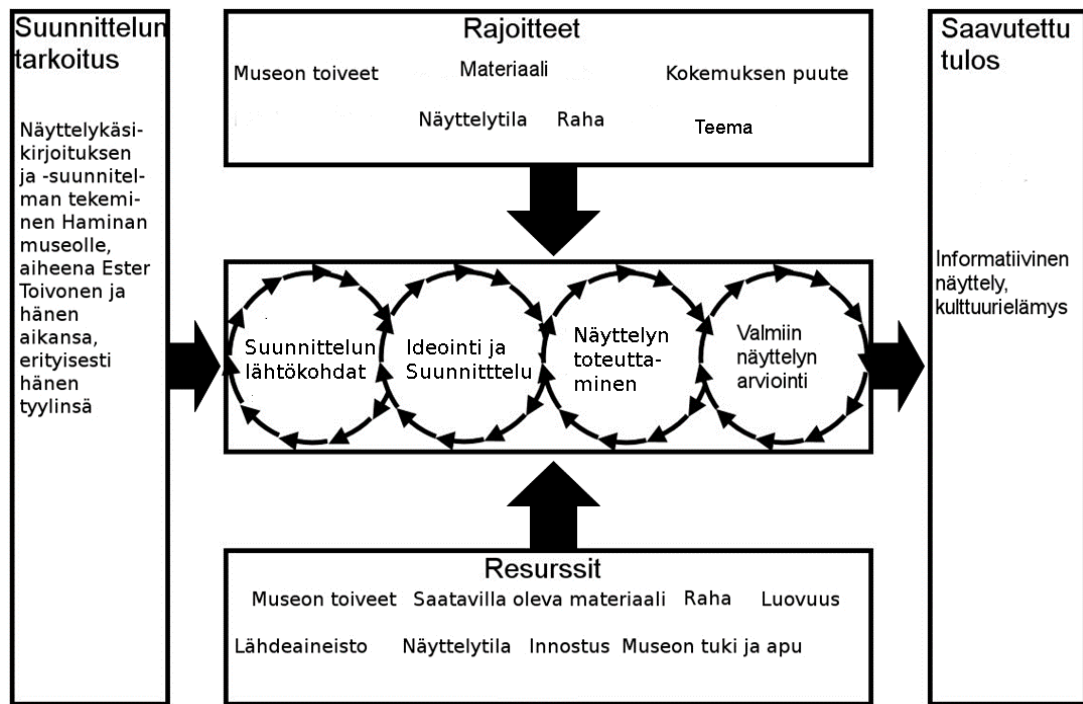 Suunnittelun
tarkoitus
Näyttelykäsi-
kirjoituksen
ja -suunnitel-
man tekemi-
nen Haminan
museolle,
aiheena Ester
Toivonen ja
hänen
aikansa,
erityisesti
hänen
tyylinsä
Rajoitteet
Museon toiveet
Materiaali
Kokemuksen puute
Näyttelytila
Raha
Teema
Suunnittelun
lähtökohdat
Ideointi ja
Suunnitttelu
Näyttelyn
toteutta-
minen
Valmiin
näyttelyn
arviointi
Resurssit
Museon toiveet
Saatavilla oleva materiaali
Raha
Luovuus
Lähdeaineisto
Näyttelytila
Innostus
Museon tuki ja apu
Saavutettu
tulos
Informatiivinen
näyttely,
kulttuurielämys